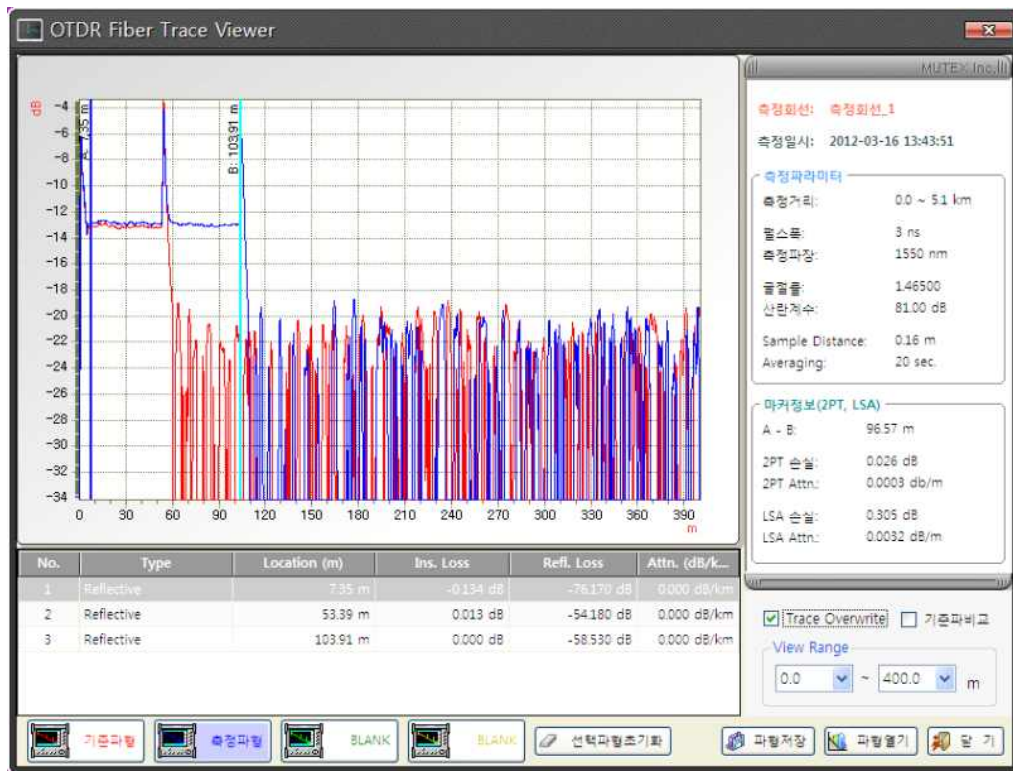 OTDR Fiber Trace Viewer
MUTEX Inc.
dB
-4
-6
-8
-10
-12
-14
-16
-18
-20
-22
-24
-26
-28
-30
-32
-34
A: 7.35 m
B: 103.91 m
0 30 60 90 120 150 180 210 240 270 300 330 360 390
m
측정회선: 측정회선_1
측정일시: 2012-03-16 13:43:51
측정파라미터
측정거리: 0.0 ~ 5.1 km
펄스폭: 3 ns
측정파장: 1550 nm
굴절률: 1.46500
산란계수: 81.00 dB
Sample Distance: 0.16 m
Averaging: 20 sec.
마커정보(2PT, LSA)
A - B: 96.57 m
2PT 손실: 0.026 dB
2PT Attn.: 0.0003 db/m
LSA 손실: 0.305 dB
LSA Attn.: 0.0032 dB/m
No. Type Location (m) Ins. Loss Refl. Loss Attn. (dB/k...
1 Reflective 7.35 m -0.134 dB -76.170 dB 0.000 dB/km
2 Reflective 53.39 m 0.013 dB -54.180 dB 0.000 dB/km
3 Reflective 103.91 m 0.000 dB -58.530 dB 0.000 dB/km
Trace Overwrite 기준파비교
View Range
0.0 ~ 400.0 m
기준파형 측정파형 BLANK BLANK 선택파형초기화 파형저장 파형열기 닫 기